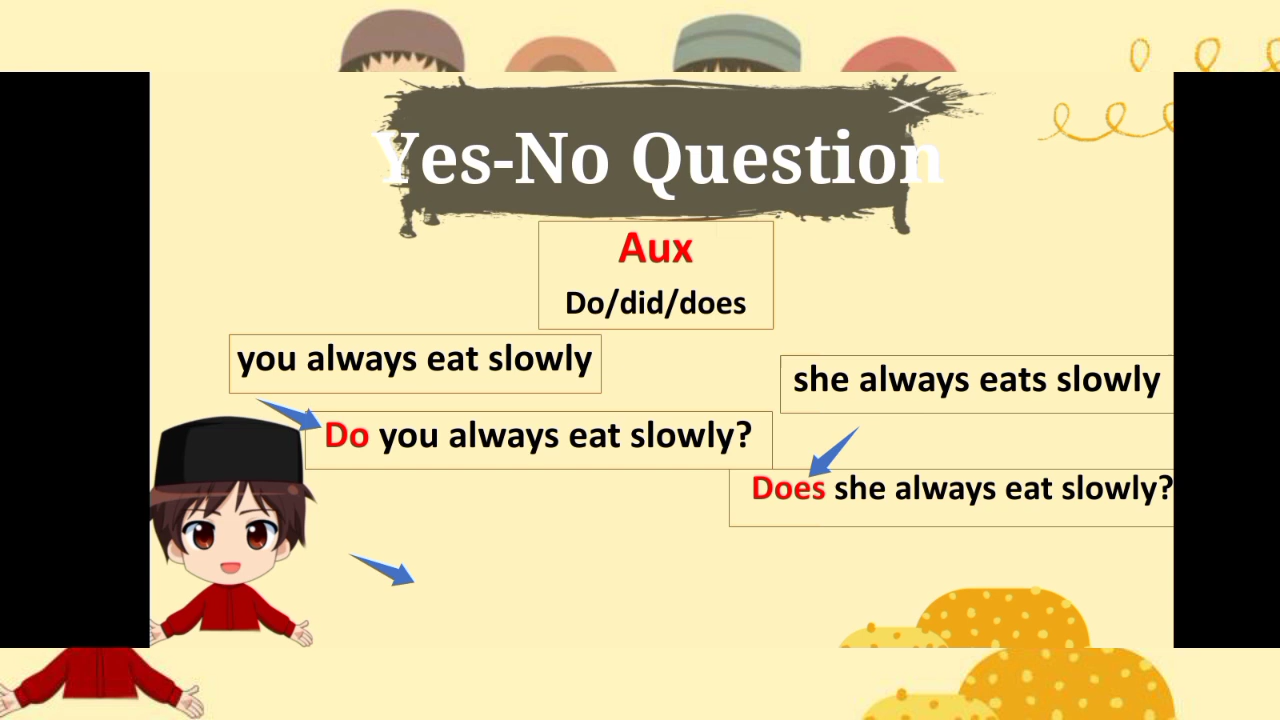 Yes-No Question
Aux
Do/did/does
you always eat slowly
she always eats slowly
Do you always eat slowly?
Does she always eat slowly?